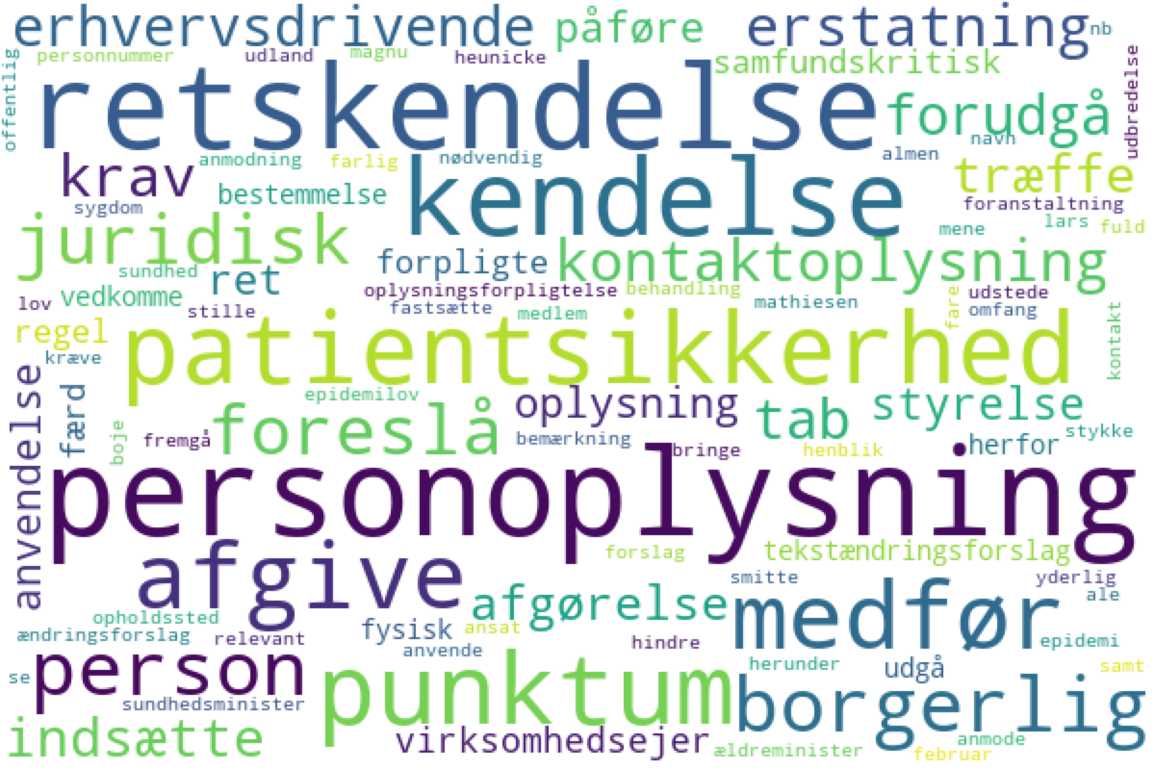 erhvervsdrivende
påføre
erstatning
nb
personnummer
udland
magnu
heunicke
samfundskritisk
offentlig
retskendelse
forudgå
udbredelse
navh
krav
anmodning
farlig
nødvendig
almen
kendelse
træffe
bestemmelse
sygdom
foranstaltning
juridisk
mene
lars
fuld
forpligte
kontaktoplysning
sundhed
ret
vedkomme
oplysningsforpligtelse
behandling
udstede
lov
stille
fastsætte
medlem
mathiesen
fare
omfang
kontakt
regel
patientsikkerhed
kræve
anvendelse
færd
epidemilov
oplysning
tab
styrelse
foreslå
boje
fremgå
bemærkning
bringe
henblik
herfor
stykke
personoplysning
afgive
forslag
tekstændringsforslag
smitte
yderlig
ale
opholdssted
afgørelse
medfør
ændringsforslag
relevant
fysisk
ansat
hindre
epidemi
anvende
se
person
punktum
herunder
udgå
samt
sundhedsminister
borgerlig
indsætte
virksomhedsejer
ældreminister
anmode
februar